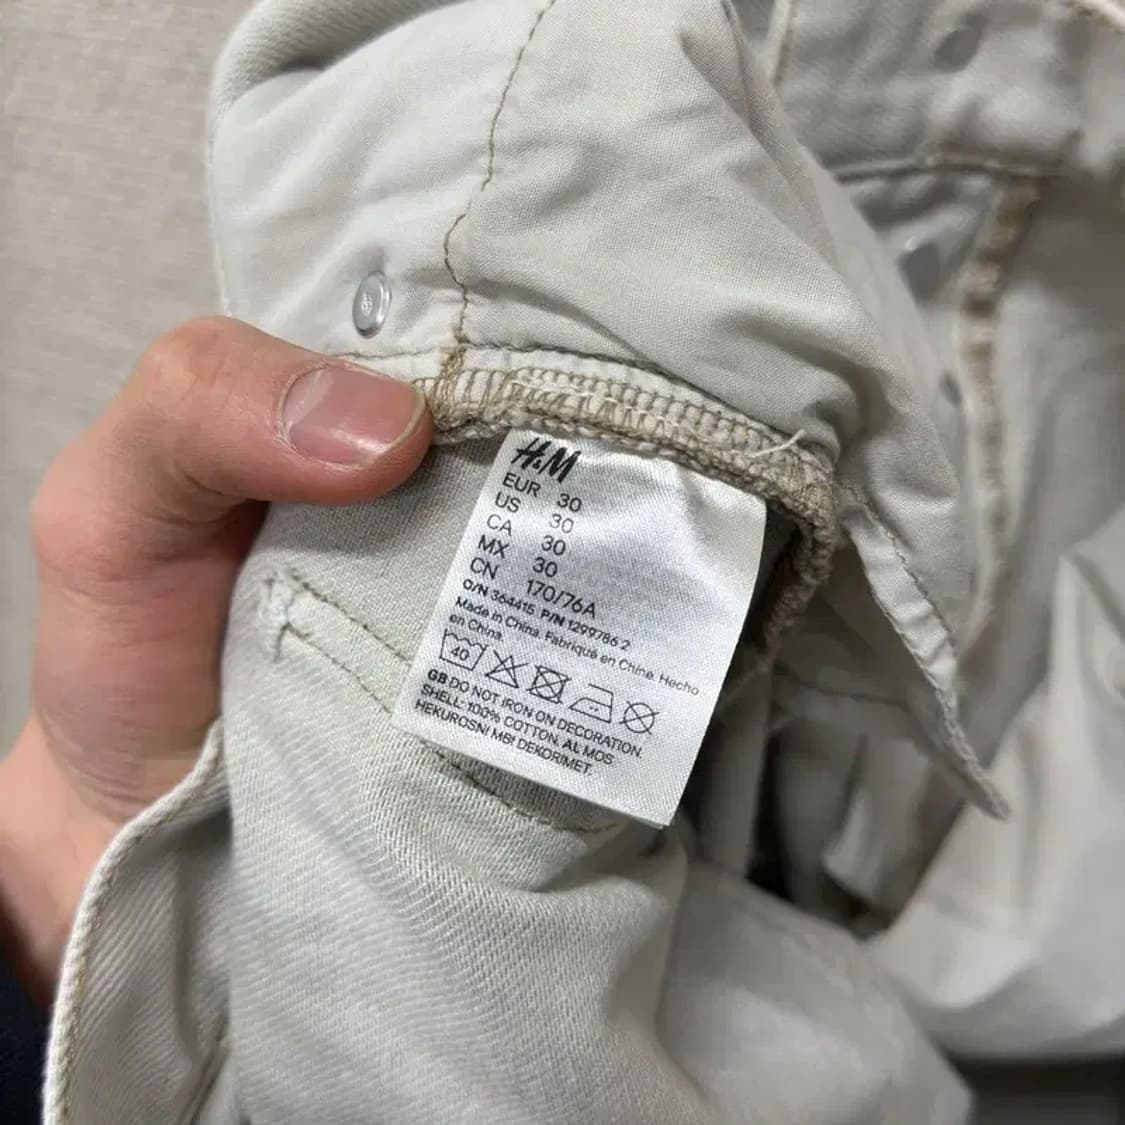 H&M
EUR 30
US 30
CA 30
MX 30
CN 170/76A
O/N 364415 P/N 1299786 2
Made in China. Fabriqué en Chine. Hecho
en China.
40
GB DO NOT IRON ON DECORATION.
SHELL: 100% COTTON. AL MOS
HEKUROSNI MBI DEKORIMET.